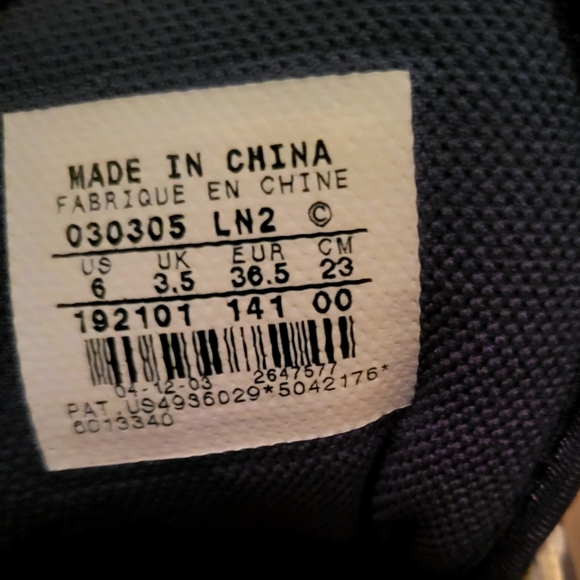 MADE IN CHINA
FABRIQUE EN CHINE
030305 LN2 ©
US UK EUR CM
6 3.5 36.5 23
192101 141 00
04-12-03 2647577
PAT.US4936029*5042176*
6013340